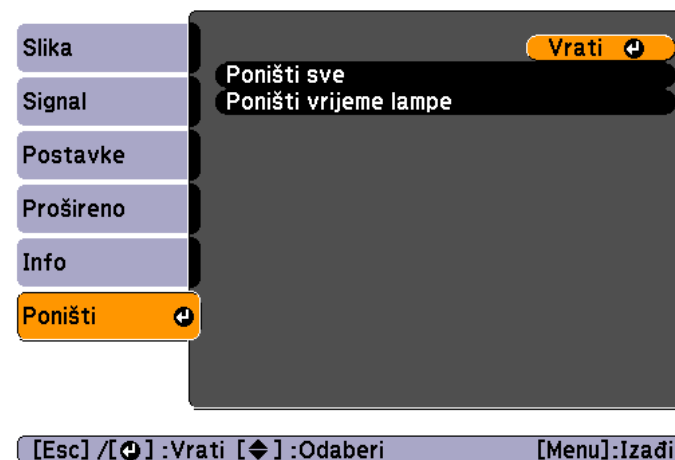 Slika
Signal
Postavke
Prošireno
Info
Poništi
Vrati
Poništi sve
Poništi vrijeme lampe
[Esc] /[⏎] :Vrati [◆] :Odaberi [Menu]:Izađi